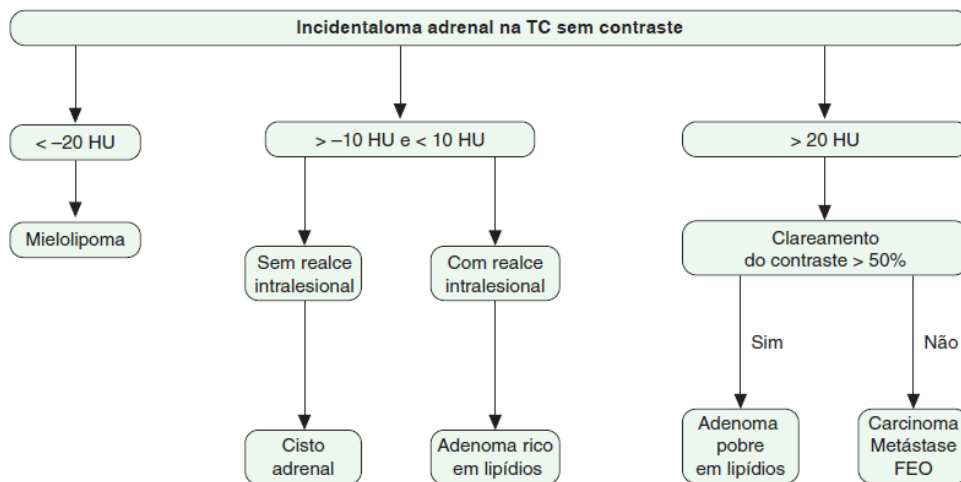 Incidentaloma adrenal na TC sem contraste
< –20 HU
> –10 HU e < 10 HU
> 20 HU
Mielolipoma
Sem realce
intralesional
Com realce
intralesional
Clareamento
do contraste > 50%
Sim
Não
Cisto
adrenal
Adenoma rico
em lipídios
Adenoma
pobre
em lipídios
Carcinoma
Metástase
FEO